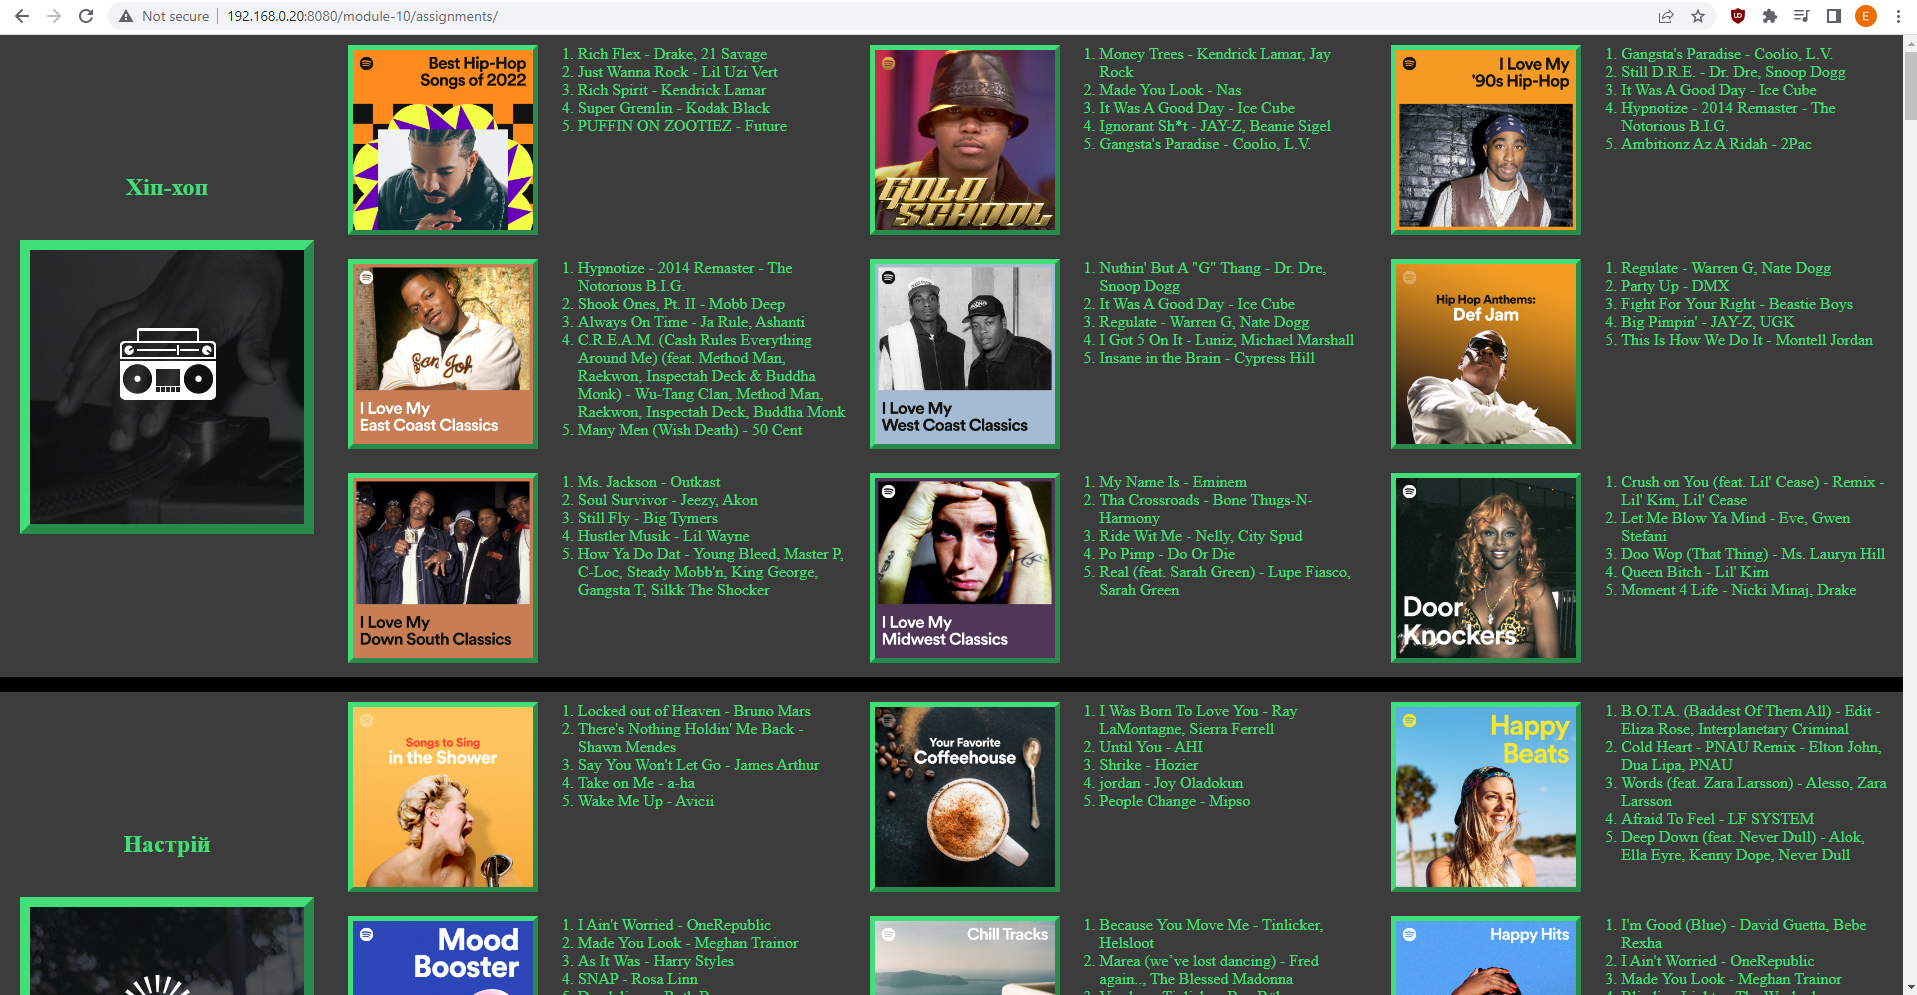 Not secure
192.168.0.20:8080/module-10/assignments/
E
Хіп-хоп
Best Hip-Hop
Songs of 2022
1. Rich Flex - Drake, 21 Savage
2. Just Wanna Rock - Lil Uzi Vert
3. Rich Spirit - Kendrick Lamar
4. Super Gremlin - Kodak Black
5. PUFFIN ON ZOOTIEZ - Future
GOLD
SCHOOL
1. Money Trees - Kendrick Lamar, Jay
Rock
2. Made You Look - Nas
3. It Was A Good Day - Ice Cube
4. Ignorant Sh*t - JAY-Z, Beanie Sigel
5. Gangsta's Paradise - Coolio, L.V.
I Love My
'90s Hip-Hop
1. Gangsta's Paradise - Coolio, L.V.
2. Still D.R.E. - Dr. Dre, Snoop Dogg
3. It Was A Good Day - Ice Cube
4. Hypnotize - 2014 Remaster - The
Notorious B.I.G.
5. Ambitionz Az A Ridah - 2Pac
I Love My
East Coast Classics
1. Hypnotize - 2014 Remaster - The
Notorious B.I.G.
2. Shook Ones, Pt. II - Mobb Deep
3. Always On Time - Ja Rule, Ashanti
4. C.R.E.A.M. (Cash Rules Everything
Around Me) (feat. Method Man,
Raekwon, Inspectah Deck & Buddha
Monk) - Wu-Tang Clan, Method Man,
Raekwon, Inspectah Deck, Buddha Monk
5. Many Men (Wish Death) - 50 Cent
I Love My
West Coast Classics
1. Nuthin' But A "G" Thang - Dr. Dre,
Snoop Dogg
2. It Was A Good Day - Ice Cube
3. Regulate - Warren G, Nate Dogg
4. I Got 5 On It - Luniz, Michael Marshall
5. Insane in the Brain - Cypress Hill
Hip Hop Anthems:
Def Jam
1. Regulate - Warren G, Nate Dogg
2. Party Up - DMX
3. Fight For Your Right - Beastie Boys
4. Big Pimpin' - JAY-Z, UGK
5. This Is How We Do It - Montell Jordan
I Love My
Down South Classics
1. Ms. Jackson - Outkast
2. Soul Survivor - Jeezy, Akon
3. Still Fly - Big Tymers
4. Hustler Musik - Lil Wayne
5. How Ya Do Dat - Young Bleed, Master P,
C-Loc, Steady Mobb'n, King George,
Gangsta T, Silkk The Shocker
I Love My
Midwest Classics
1. My Name Is - Eminem
2. Tha Crossroads - Bone Thugs-N-
Harmony
3. Ride Wit Me - Nelly, City Spud
4. Po Pimp - Do Or Die
5. Real (feat. Sarah Green) - Lupe Fiasco,
Sarah Green
Door
Knockers
1. Crush on You (feat. Lil' Cease) - Remix -
Lil' Kim, Lil' Cease
2. Let Me Blow Ya Mind - Eve, Gwen
Stefani
3. Doo Wop (That Thing) - Ms. Lauryn Hill
4. Queen Bitch - Lil' Kim
5. Moment 4 Life - Nicki Minaj, Drake
Настрій
Songs to Sing
in the Shower
1. Locked out of Heaven - Bruno Mars
2. There's Nothing Holdin' Me Back -
Shawn Mendes
3. Say You Won't Let Go - James Arthur
4. Take on Me - a-ha
5. Wake Me Up - Avicii
Your Favorite
Coffeehouse
1. I Was Born To Love You - Ray
LaMontagne, Sierra Ferrell
2. Until You - AHI
3. Shrike - Hozier
4. jordan - Joy Oladokun
5. People Change - Mipso
Happy
Beats
1. B.O.T.A. (Baddest Of Them All) - Edit -
Eliza Rose, Interplanetary Criminal
2. Cold Heart - PNAU Remix - Elton John,
Dua Lipa, PNAU
3. Words (feat. Zara Larsson) - Alesso, Zara
Larsson
4. Afraid To Feel - LF SYSTEM
5. Deep Down (feat. Never Dull) - Alok,
Ella Eyre, Kenny Dope, Never Dull
Mood
Booster
1. I Ain't Worried - OneRepublic
2. Made You Look - Meghan Trainor
3. As It Was - Harry Styles
4. SNAP - Rosa Linn
Chill Tracks
1. Because You Move Me - Tinlicker,
Helsloot
2. Marea (we've lost dancing) - Fred
again.., The Blessed Madonna
Happy Hits
1. I'm Good (Blue) - David Guetta, Bebe
Rexha
2. I Ain't Worried - OneRepublic
3. Made You Look - Meghan Trainor